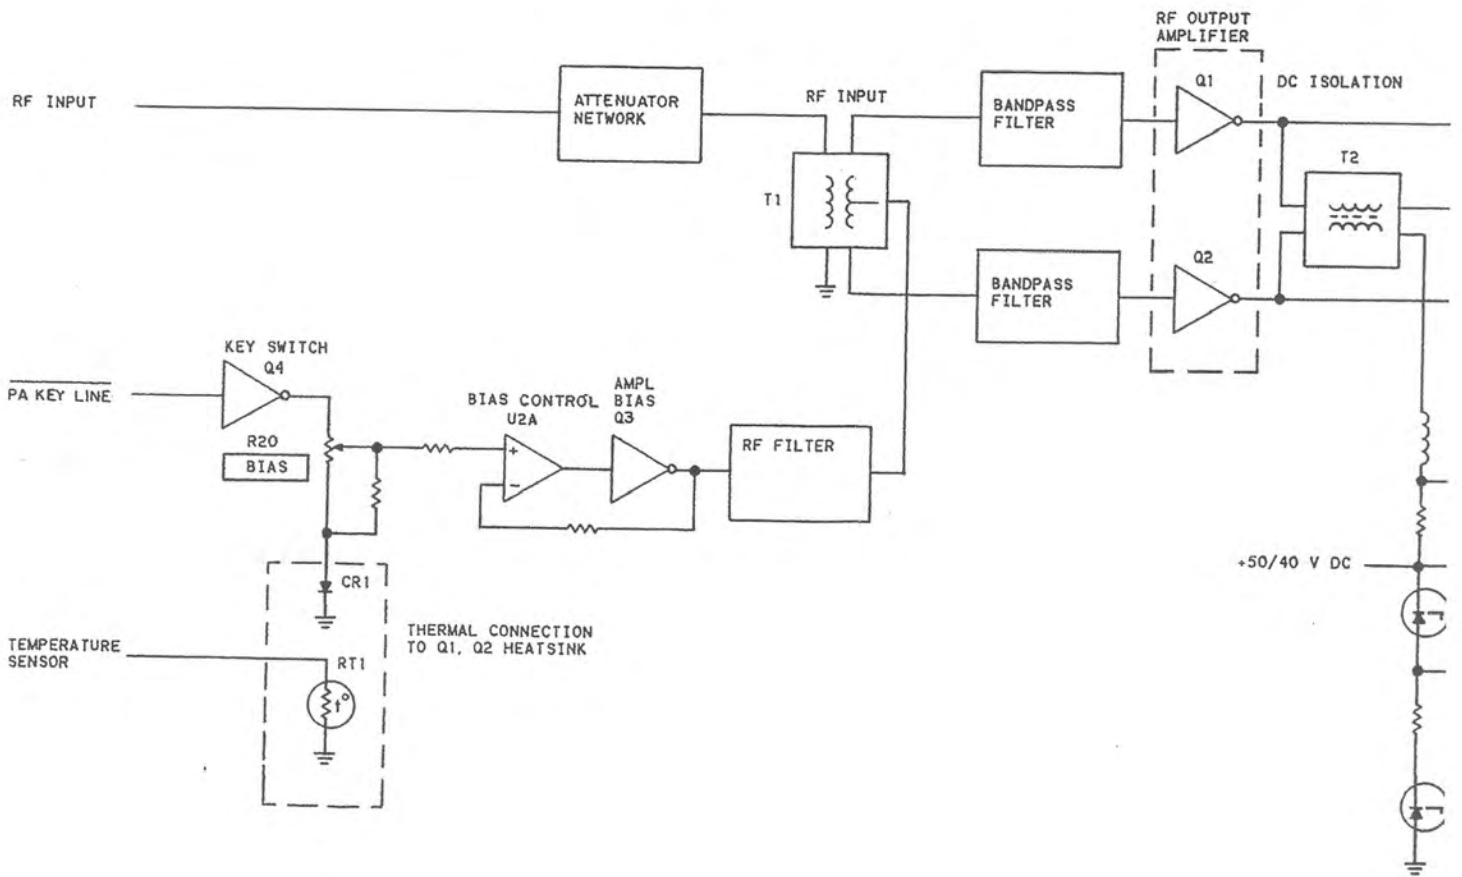 RF OUTPUT
AMPLIFIER
RF INPUT
ATTENUATOR
NETWORK
RF INPUT
BANDPASS
FILTER
Q1
DC ISOLATION
T1
T2
BANDPASS
FILTER
Q2
KEY SWITCH
Q4
PA KEY LINE
R20
BIAS
BIAS CONTROL
U2A
+
−
AMPL
BIAS
Q3
RF FILTER
+50/40 V DC
CR1
THERMAL CONNECTION
TO Q1, Q2 HEATSINK
TEMPERATURE
SENSOR
RT1
t°